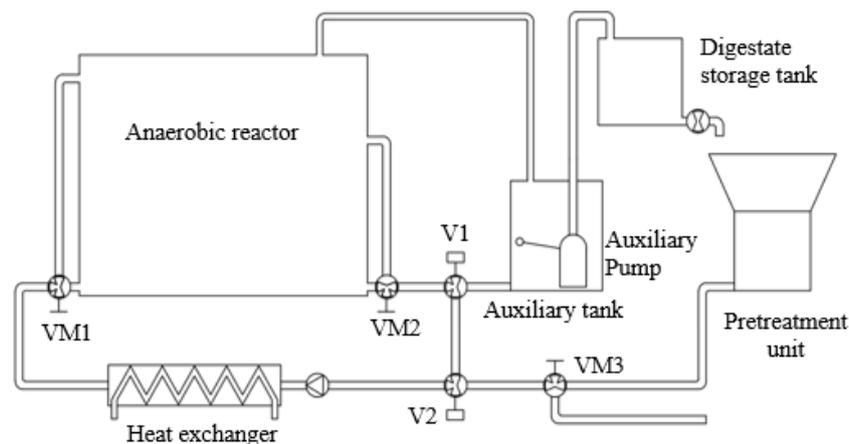 Digestate
storage tank
Anaerobic reactor
V1
Auxiliary
Pump
Auxiliary tank
VM1
VM2
Pretreatment
unit
VM3
V2
Heat exchanger